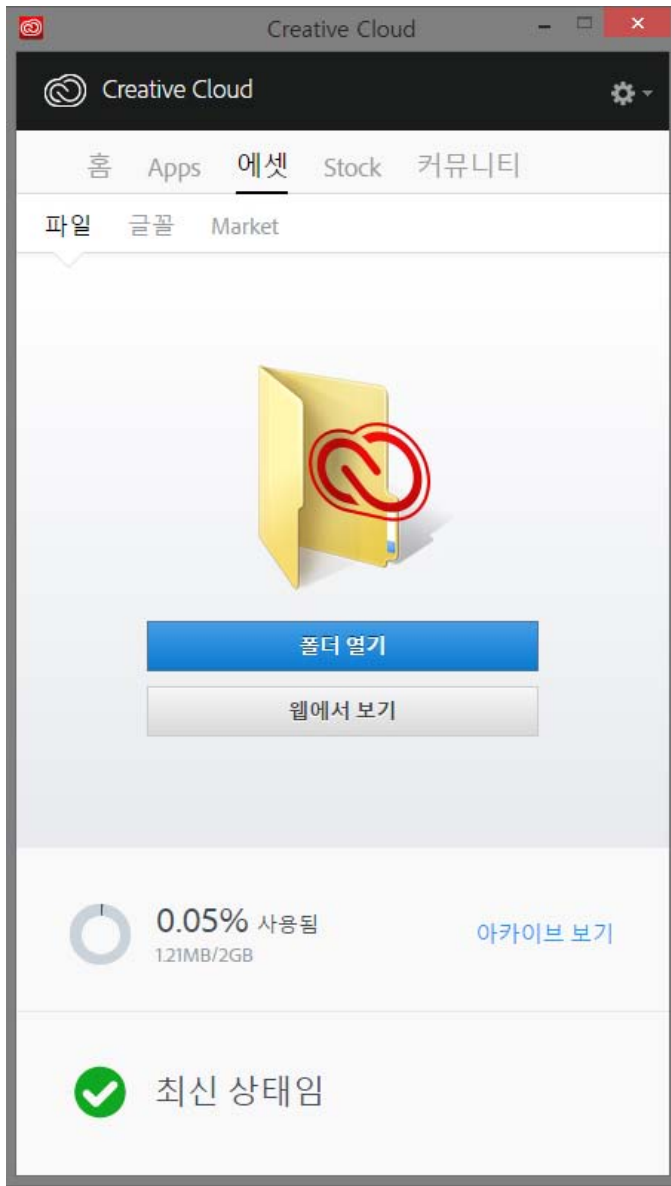 Creative Cloud
Creative Cloud
홈 Apps 에셋 Stock 커뮤니티
파일 글꼴 Market
폴더 열기
웹에서 보기
0.05% 사용됨
1.21MB/2GB
아카이브 보기
최신 상태임